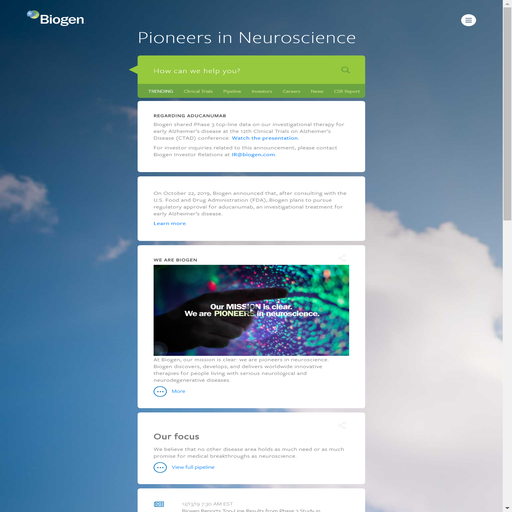 Biogen
Pioneers in Neuroscience
How can we help you?
TRENDING Clinical Trials Pipeline Investors Careers News CSR Report
REGARDING ADUCANUMAB
Biogen shared Phase 3 top-line data on our investigational therapy for
early Alzheimer's disease at the 12th Clinical Trials on Alzheimer's
Disease (CTAD) conference. Watch the presentation.
For investor inquiries related to this announcement, please contact
Biogen Investor Relations at IR@biogen.com.
On October 22, 2019, Biogen announced that, after consulting with the
U.S. Food and Drug Administration (FDA), Biogen plans to pursue
regulatory approval for aducanumab, an investigational treatment for
early Alzheimer's disease.
Learn more.
WE ARE BIOGEN
Our MISSION is clear.
We are PIONEERS in neuroscience.
At Biogen, our mission is clear: we are pioneers in neuroscience.
Biogen discovers, develops, and delivers worldwide innovative
therapies for people living with serious neurological and
neurodegenerative diseases.
More
Our focus
We believe that no other disease area holds as much need or as much
promise for medical breakthroughs as neuroscience.
View full pipeline
12/13/19 7:30 AM EST
Biogen Reports Top-Line Results from Phase 2 Study in